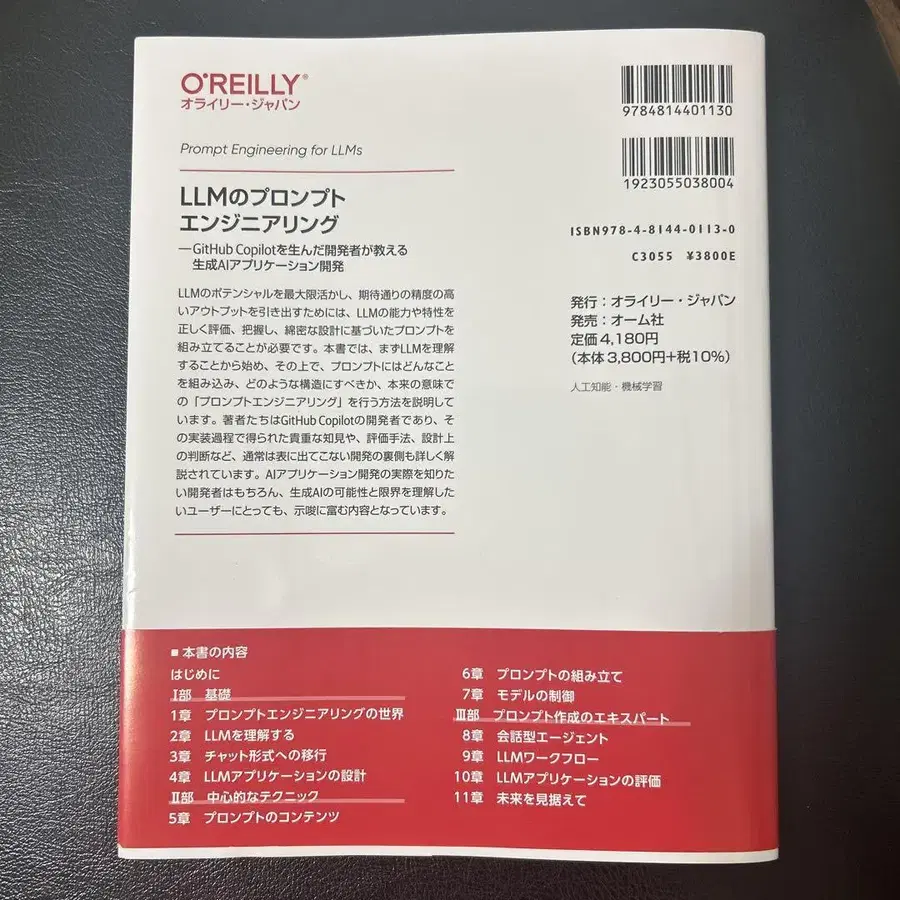 O'REILLY®
オライリー・ジャパン
Prompt Engineering for LLMs
LLMのプロンプト
エンジニアリング
―GitHub Copilotを生んだ開発者が教える
生成AIアプリケーション開発
LLMのポテンシャルを最大限活かし、期待通りの精度の高
いアウトプットを引き出すためには、LLMの能力や特性を
正しく評価、把握し、綿密な設計に基づいたプロンプトを
組み立てることが必要です。本書では、まずLLMを理解
することから始め、その上で、プロンプトにはどんなこと
を組み込み、どのような構造にすべきか、本来の意味で
の「プロンプトエンジニアリング」を行う方法を説明して
います。著者たちはGitHub Copilotの開発者であり、そ
の実装過程で得られた貴重な知見や、評価手法、設計上
の判断など、通常は表に出てこない開発の裏側も詳しく解
説されています。AIアプリケーション開発の実際を知りた
い開発者はもちろん、生成AIの可能性と限界を理解した
いユーザーにとっても、示唆に富む内容となっています。
9784814401130
1923055038004
ISBN978-4-8144-0113-0
C3055 ¥3800E
発行：オライリー・ジャパン
発売：オーム社
定価4,180円
（本体3,800円+税10%）
人工知能・機械学習
■ 本書の内容
はじめに
I部 基礎
1章 プロンプトエンジニアリングの世界
2章 LLMを理解する
3章 チャット形式への移行
4章 LLMアプリケーションの設計
II部 中心的なテクニック
5章 プロンプトのコンテンツ
6章 プロンプトの組み立て
7章 モデルの制御
III部 プロンプト作成のエキスパート
8章 会話型エージェント
9章 LLMワークフロー
10章 LLMアプリケーションの評価
11章 未来を見据えて